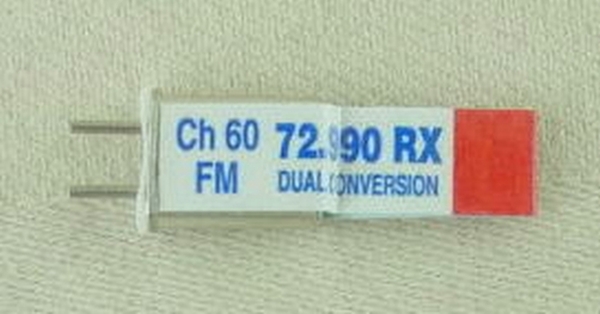 Ch 60 72.990 RX
FM DUAL CONVERSION